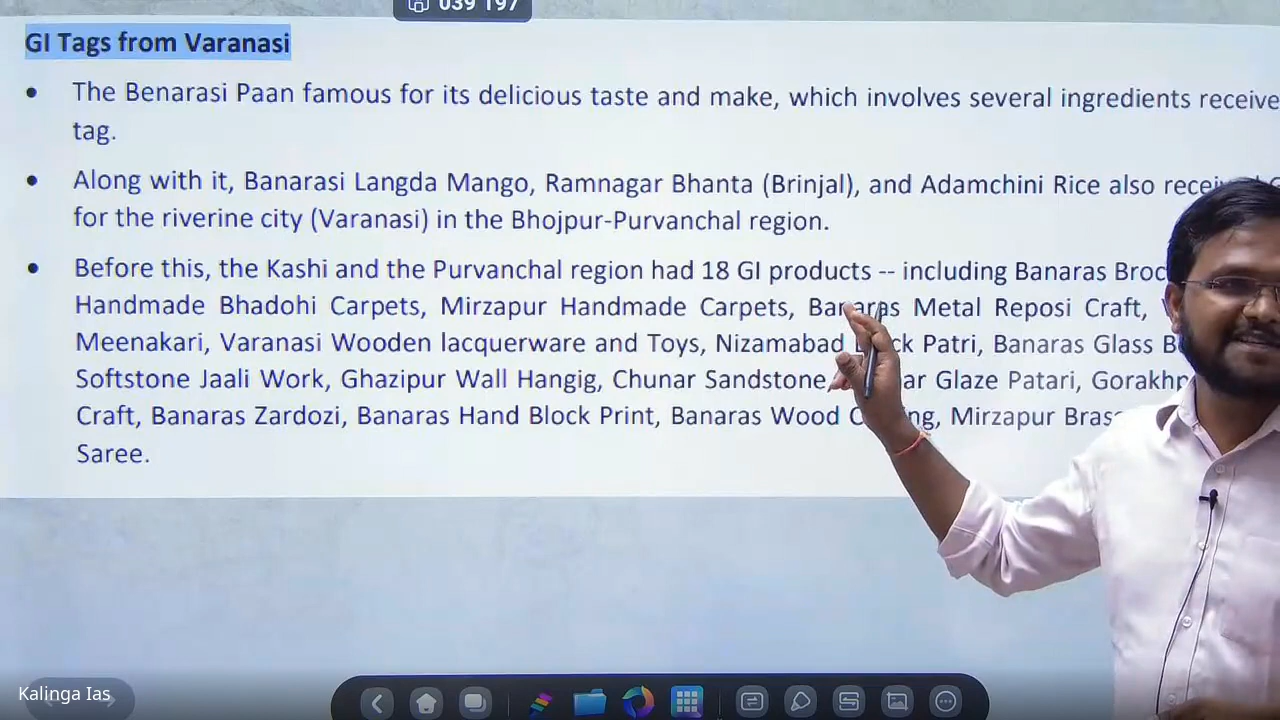 039 197
GI Tags from Varanasi
• The Benarasi Paan famous for its delicious taste and make, which involves several ingredients receive
tag.
• Along with it, Banarasi Langda Mango, Ramnagar Bhanta (Brinjal), and Adamchini Rice also
for the riverine city (Varanasi) in the Bhojpur-Purvanchal region.
• Before this, the Kashi and the Purvanchal region had 18 GI products -- including Banaras
Handmade Bhadohi Carpets, Mirzapur Handmade Carpets, Banaras Metal Reposi Craft,
Meenakari, Varanasi Wooden lacquerware and Toys, Nizamabad Patri, Banaras Glass
Softstone Jaali Work, Ghazipur Wall Hangig, Chunar Sandstone, Glaze Patari,
Craft, Banaras Zardozi, Banaras Hand Block Print, Banaras Wood Mirzapur
Saree.
Kalinga Ias